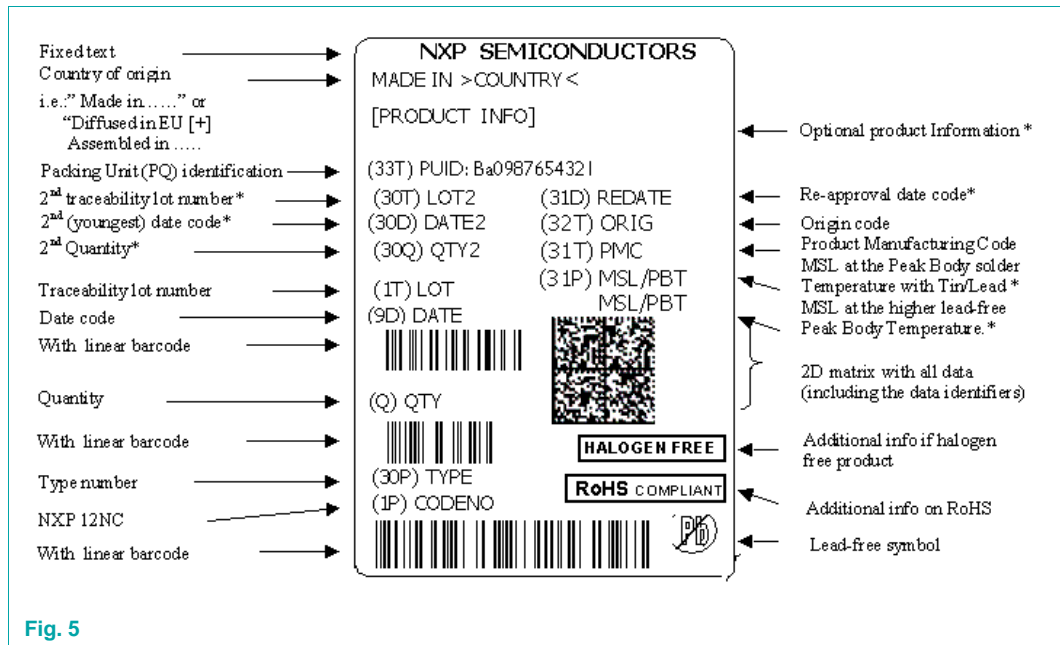 Fixed text
Country of origin
i.e.:" Made in......" or
"Diffused in EU [+]
Assembled in .....
Packing Unit (PQ) identification
2nd traceability lot number*
2nd (youngest) date code*
2nd Quantity*
Traceability lot number
Date code
With linear barcode
Quantity
With linear barcode
Type number
NXP 12NC
With linear barcode
NXP SEMICONDUCTORS
MADE IN >COUNTRY<
[PRODUCT INFO]
(33T) PUID: Ba0987654321
(30T) LOT2 (31D) REDATE
(30D) DATE2 (32T) ORIG
(30Q) QTY2 (31T) PMC
(31P) MSL/PBT
(1T) LOT MSL/PBT
(9D) DATE
(Q) QTY
HALOGEN FREE
(30P) TYPE
RoHS COMPLIANT
(1P) CODENO
Pb
Optional product Information *
Re-approval date code*
Origin code
Product Manufacturing Code
MSL at the Peak Body solder
Temperature with Tin/Lead *
MSL at the higher lead-free
Peak Body Temperature.*
2D matrix with all data
(including the data identifiers)
Additional info if halogen
free product
Additional info on RoHS
Lead-free symbol
Fig. 5